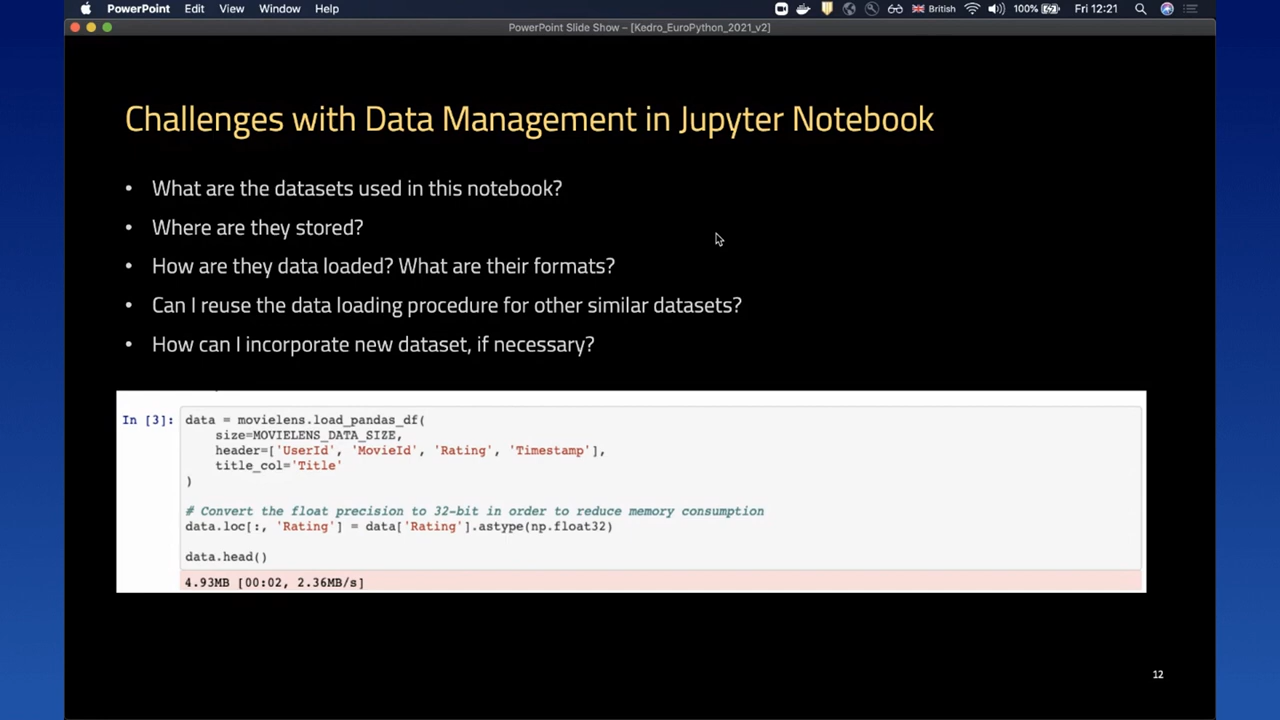 PowerPoint Edit View Window Help British 100% Fri 12:21
PowerPoint Slide Show – [Kedro_EuroPython_2021_v2]
Challenges with Data Management in Jupyter Notebook
• What are the datasets used in this notebook?
• Where are they stored?
• How are they data loaded? What are their formats?
• Can I reuse the data loading procedure for other similar datasets?
• How can I incorporate new dataset, if necessary?
In [3]: data = movielens.load_pandas_df(
size=MOVIELENS_DATA_SIZE,
header=['UserId', 'MovieId', 'Rating', 'Timestamp'],
title_col='Title'
)
# Convert the float precision to 32-bit in order to reduce memory consumption
data.loc[:, 'Rating'] = data['Rating'].astype(np.float32)
data.head()
4.93MB [00:02, 2.36MB/s]
12